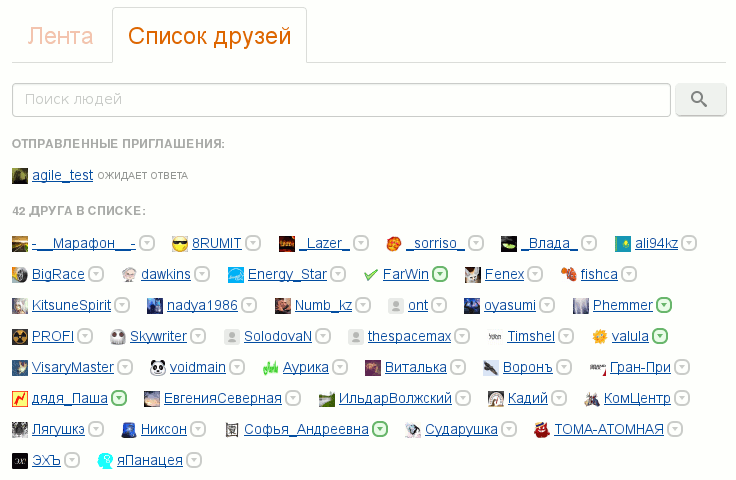 Лента Список друзей
Поиск людей
ОТПРАВЛЕННЫЕ ПРИГЛАШЕНИЯ:
agile_test ОЖИДАЕТ ОТВЕТА
42 ДРУГА В СПИСКЕ:
-__Марафон__- 8RUMIT _Lazer_ _sorriso_ _Влада_ ali94kz
BigRace dawkins Energy_Star FarWin Fenex fishca
KitsuneSpirit nadya1986 Numb_kz ont oyasumi Phemmer
PROFI Skywriter SolodovaN thespacemax Timshel valula
VisaryMaster voidmain Аурика Виталька Воронъ Гран-При
дядя_Паша ЕвгенияСеверная ИльдарВолжский Кадий КомЦентр
Лягушкэ Никсон Софья_Андреевна Сударушка ТОМА-АТОМНАЯ
ЭХЪ яПанацея